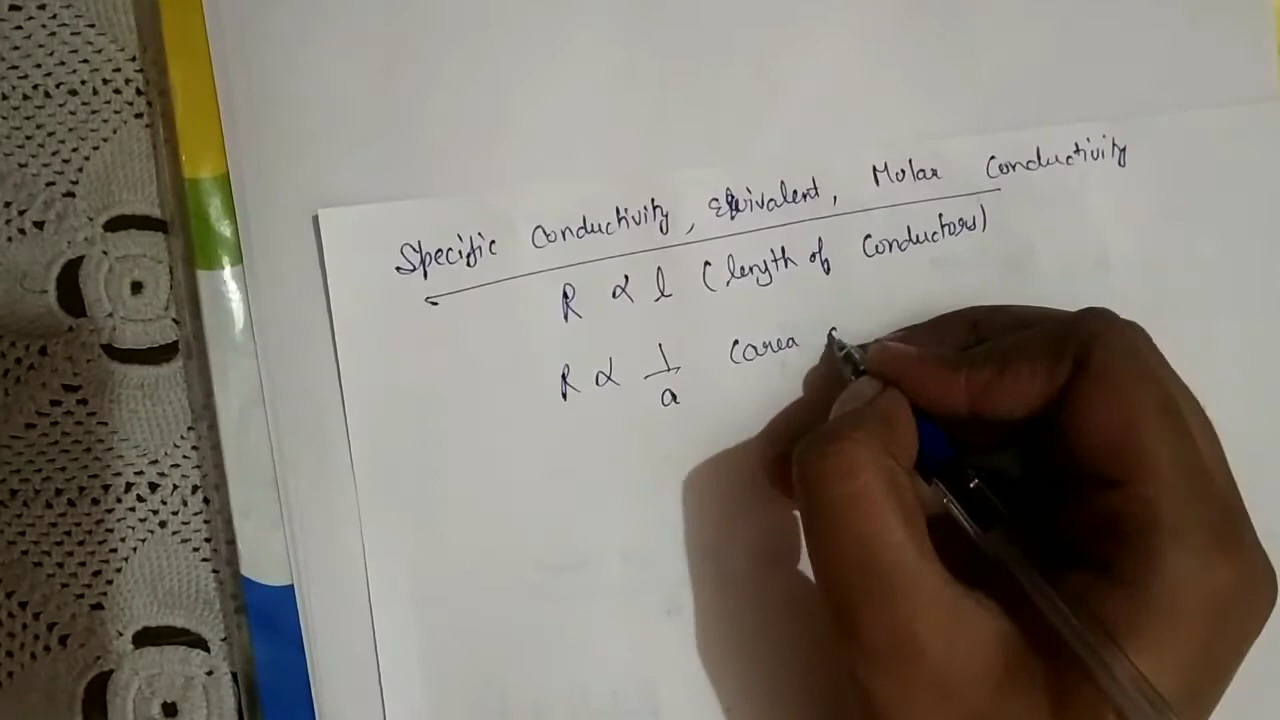 Specific Conductivity, Equivalent, Molar Conductivity
R ∝ l (length of Conductors)
R ∝ 1/a (area